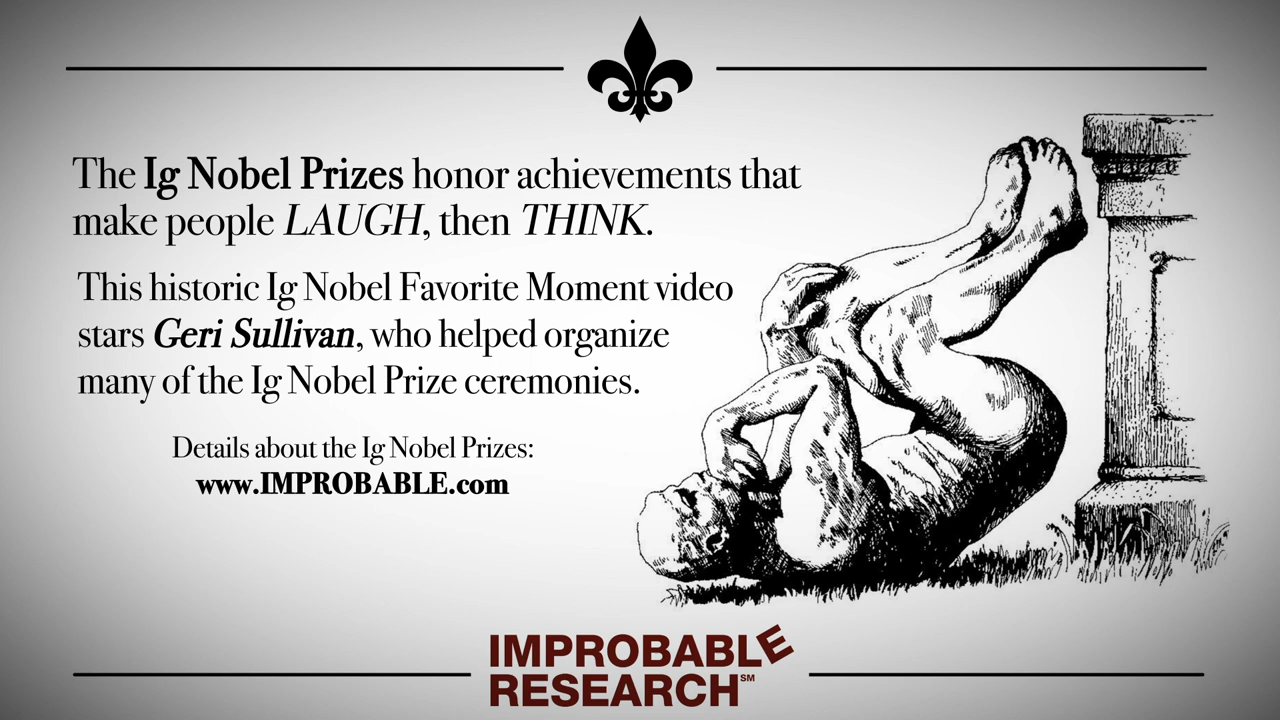 The Ig Nobel Prizes honor achievements that
make people LAUGH, then THINK.
This historic Ig Nobel Favorite Moment video
stars Geri Sullivan, who helped organize
many of the Ig Nobel Prize ceremonies.
Details about the Ig Nobel Prizes:
www.IMPROBABLE.com
IMPROBABLE
RESEARCH℠